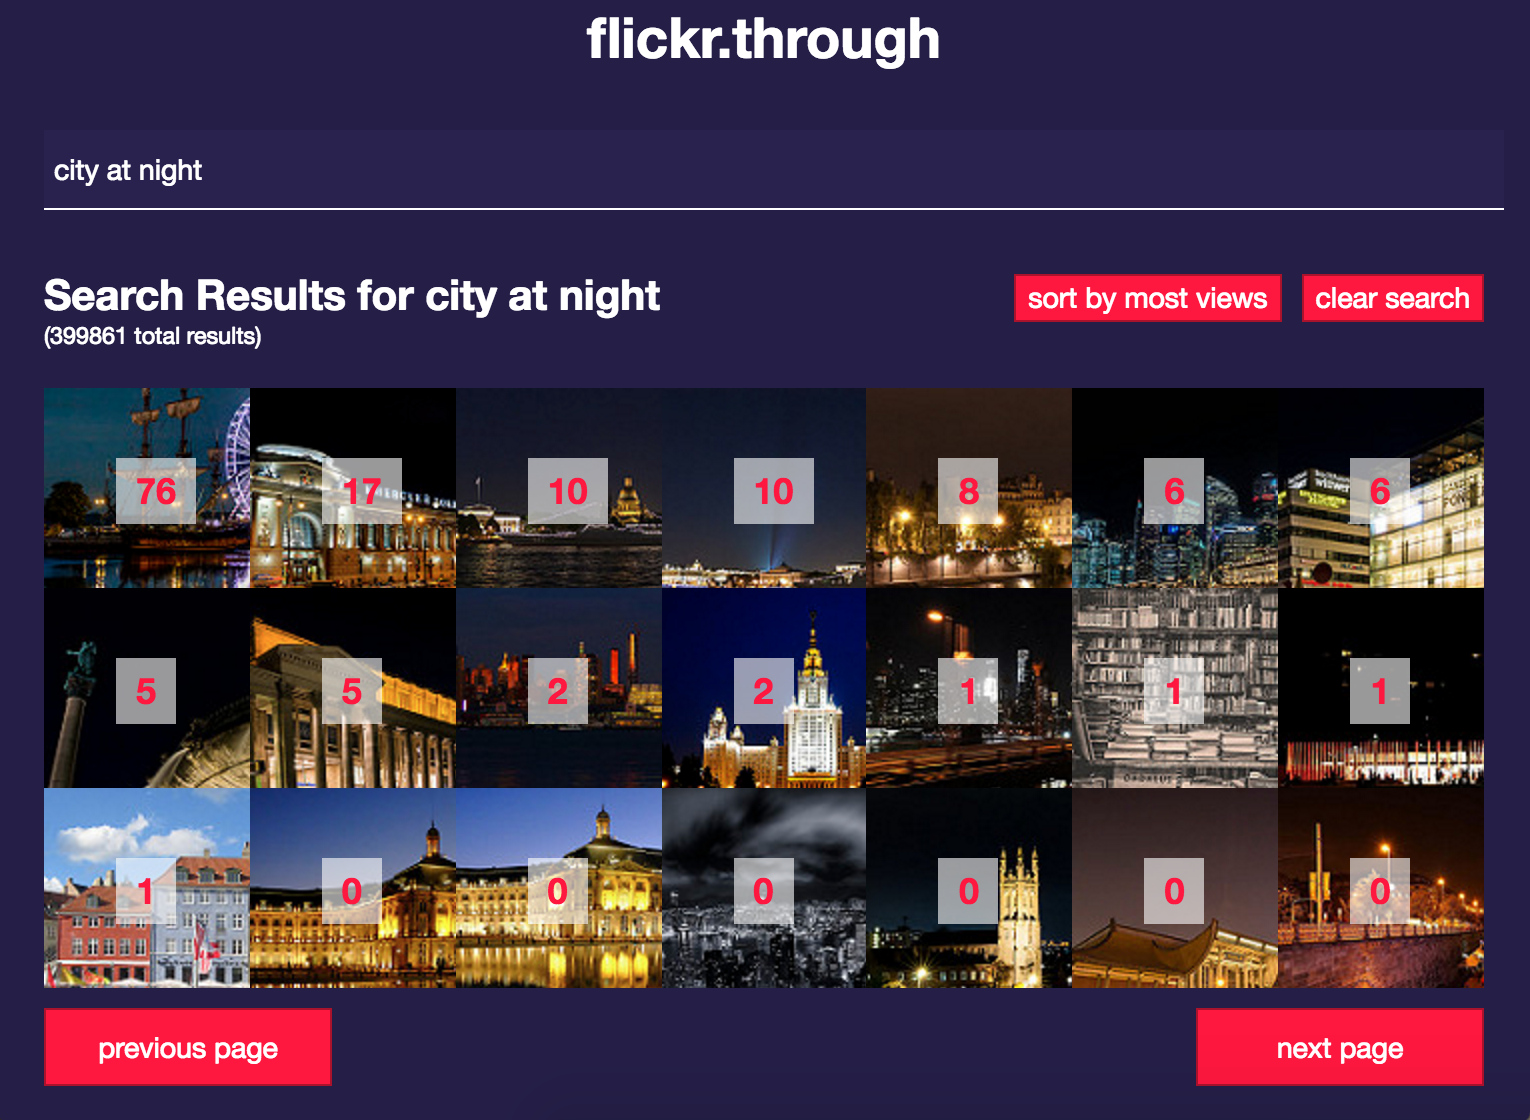 flickr.through
city at night
Search Results for city at night
sort by most views
clear search
(399861 total results)
76
17
10
10
8
6
6
5
5
2
2
1
1
1
1
0
0
0
0
0
0
previous page
next page